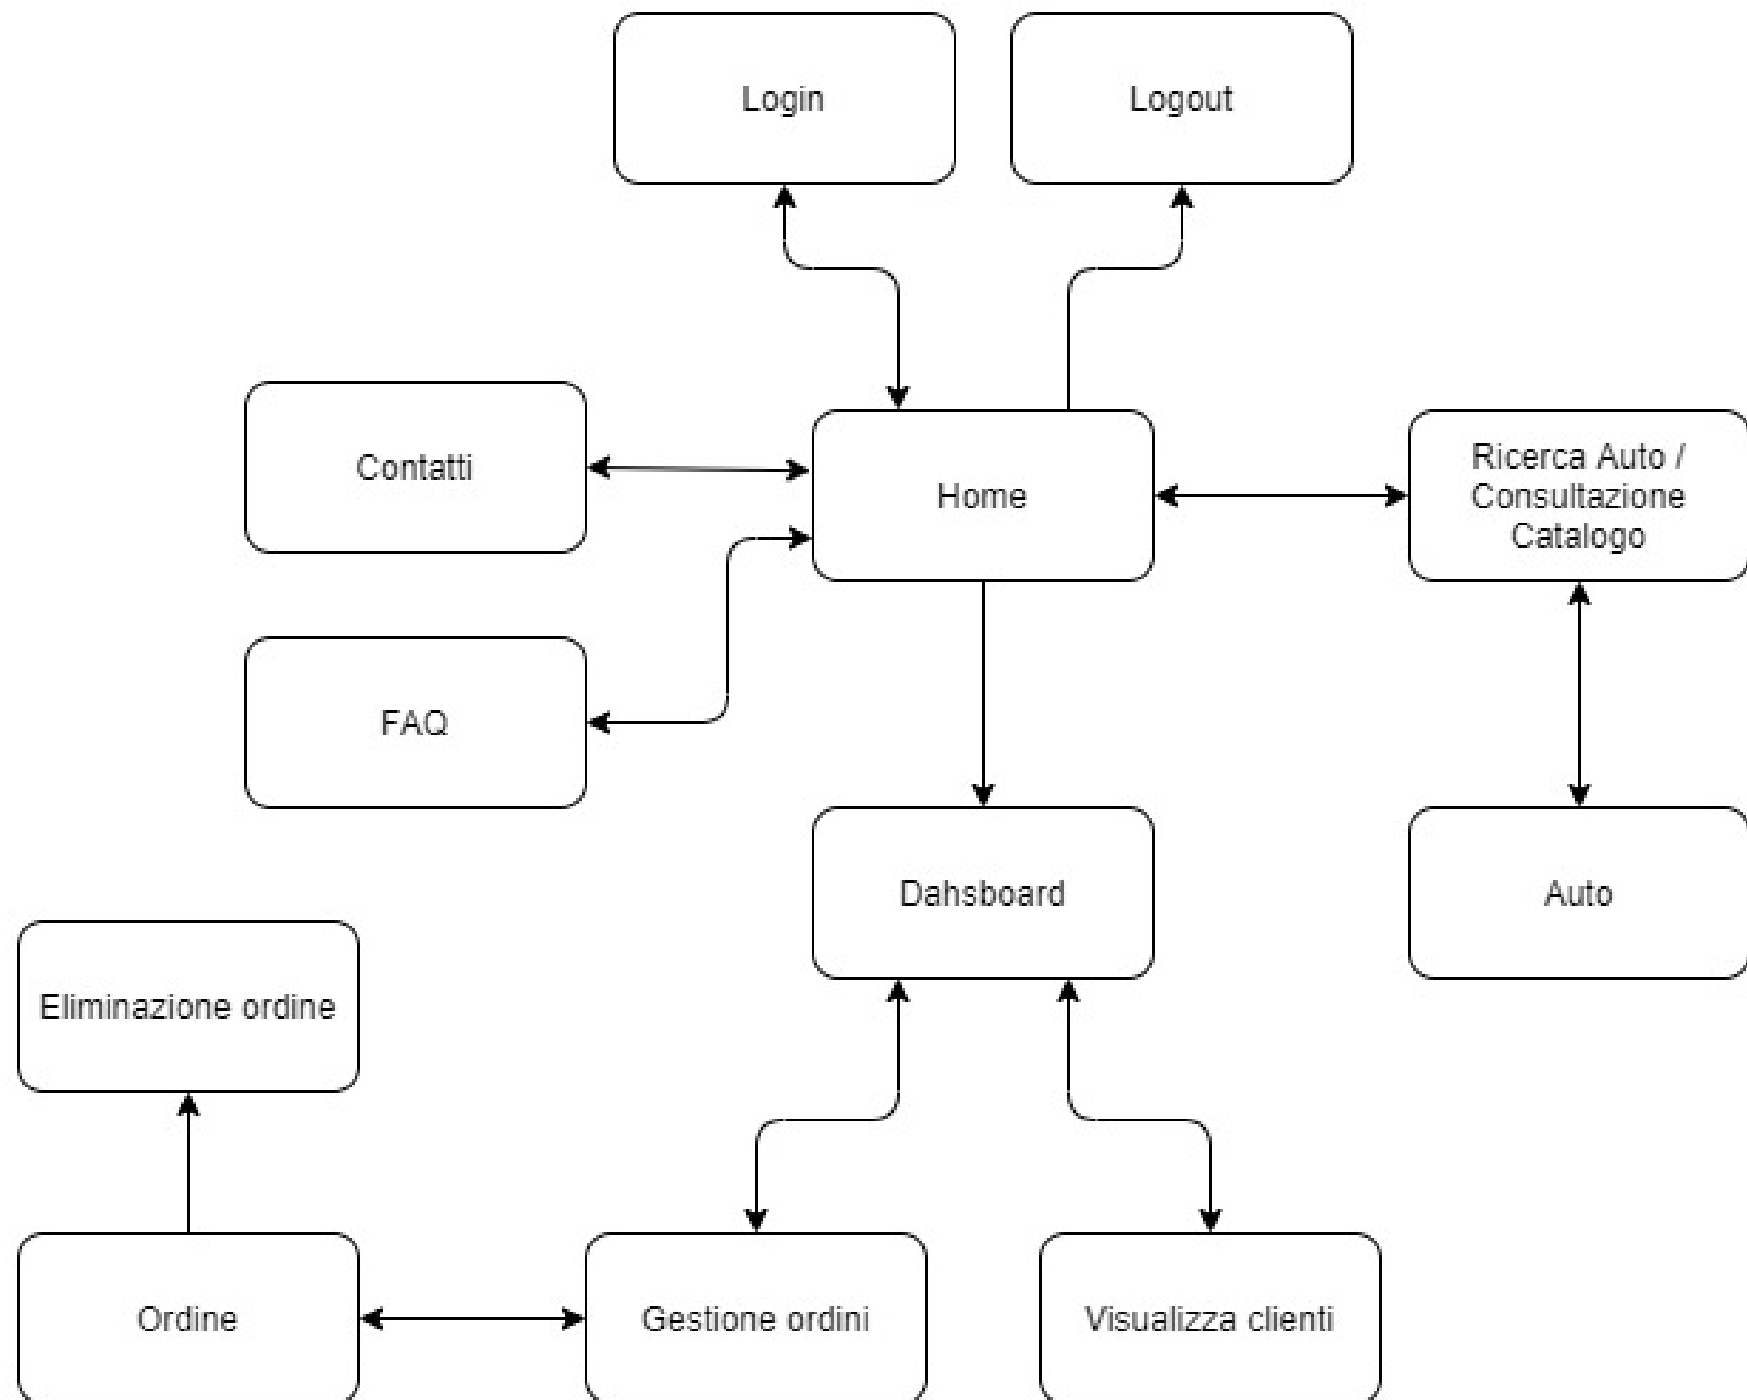 Login
Logout
Contatti
Home
Ricerca Auto /
Consultazione
Catalogo
FAQ
Dahsboard
Auto
Eliminazione ordine
Ordine
Gestione ordini
Visualizza clienti